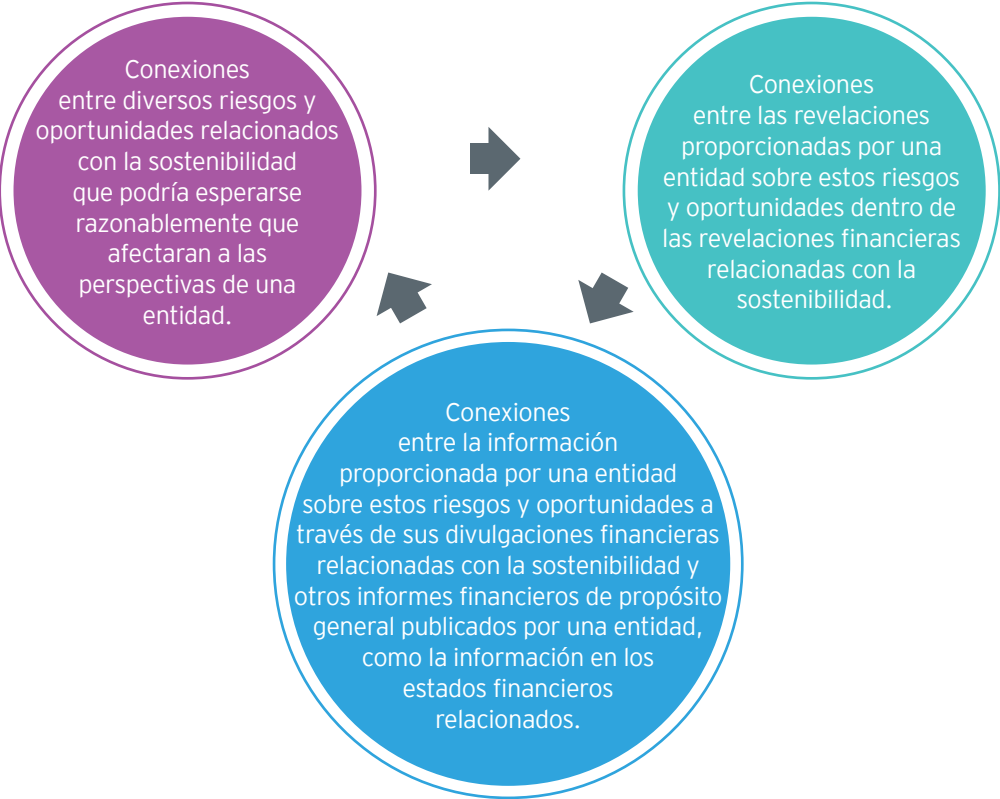 Conexiones
entre diversos riesgos y
oportunidades relacionados
con la sostenibilidad
que podría esperarse
razonablemente que
afectaran a las
perspectivas de una
entidad.
Conexiones
entre las revelaciones
proporcionadas por una
entidad sobre estos riesgos
y oportunidades dentro de
las revelaciones financieras
relacionadas con la
sostenibilidad.
Conexiones
entre la información
proporcionada por una entidad
sobre estos riesgos y oportunidades a
través de sus divulgaciones financieras
relacionadas con la sostenibilidad y
otros informes financieros de propósito
general publicados por una entidad,
como la información en los
estados financieros
relacionados.